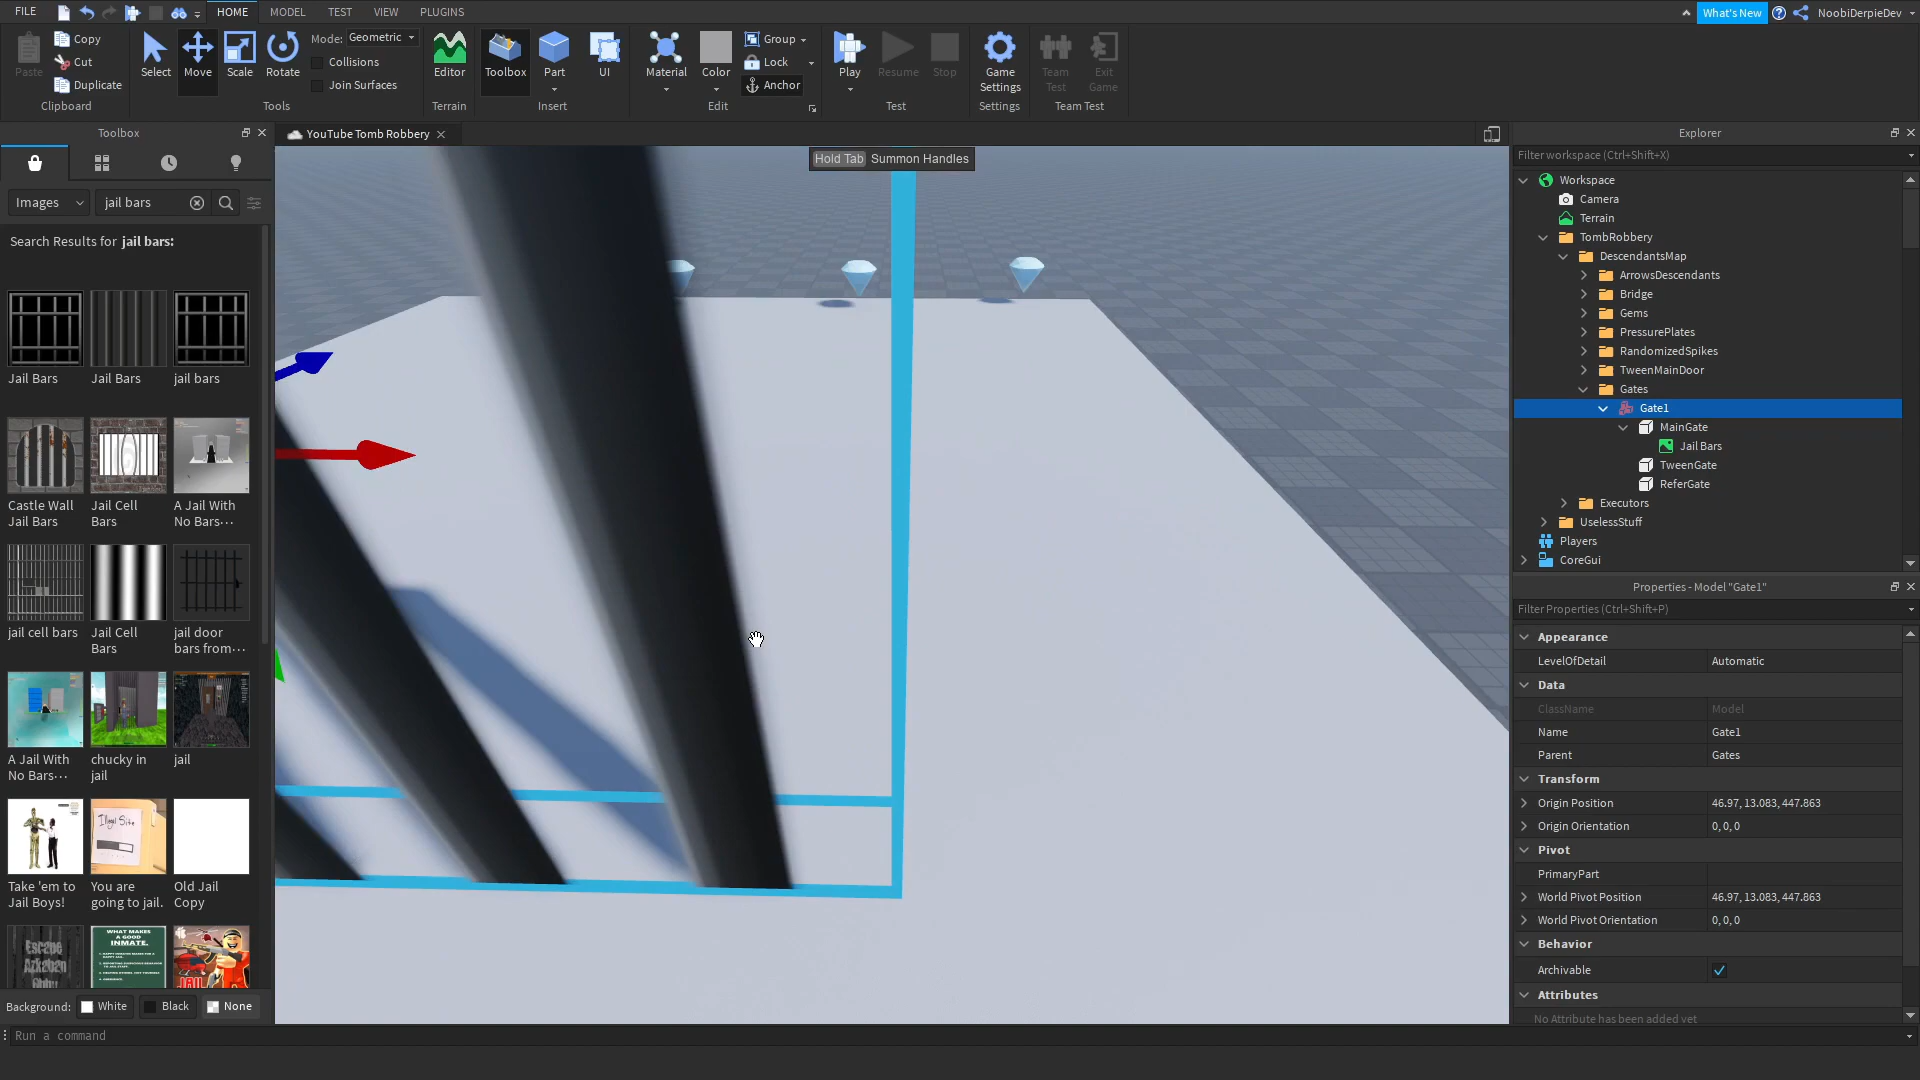 FILE
HOME
MODEL
TEST
VIEW
PLUGINS
What's New
NoobiDerpieDev
Paste
Copy
Cut
Duplicate
Clipboard
Select
Move
Scale
Rotate
Mode: Geometric
Collisions
Join Surfaces
Tools
Editor
Terrain
Toolbox
Part
UI
Insert
Material
Color
Group
Lock
Anchor
Edit
Play
Resume
Stop
Test
Game
Settings
Settings
Team
Test
Exit
Game
Team Test
Toolbox
Images
jail bars
Search Results for jail bars:
Jail Bars
Jail Bars
jail bars
Castle Wall
Jail Bars
Jail Cell
Bars
A Jail With
No Bars...
jail cell bars
Jail Cell
Bars
jail door
bars from...
A Jail With
No Bars...
chucky in
jail
jail
Illegal Site
Take 'em to
Jail Boys!
You are
going to jail.
Old Jail
Copy
Escape
Azkaban
Obby
WHAT MAKES
A GOOD
INMATE.
JAIL
Background: White Black None
Run a command
YouTube Tomb Robbery
Hold Tab Summon Handles
Explorer
Filter workspace (Ctrl+Shift+X)
Workspace
Camera
Terrain
TombRobbery
DescendantsMap
ArrowsDescendants
Bridge
Gems
PressurePlates
RandomizedSpikes
TweenMainDoor
Gates
Gate1
MainGate
Jail Bars
TweenGate
ReferGate
Executors
UselessStuff
Players
CoreGui
Properties - Model "Gate1"
Filter Properties (Ctrl+Shift+P)
Appearance
LevelOfDetail Automatic
Data
ClassName Model
Name Gate1
Parent Gates
Transform
Origin Position 46.97, 13.083, 447.863
Origin Orientation 0, 0, 0
Pivot
PrimaryPart
World Pivot Position 46.97, 13.083, 447.863
World Pivot Orientation 0, 0, 0
Behavior
Archivable
Attributes
No Attribute has been added yet